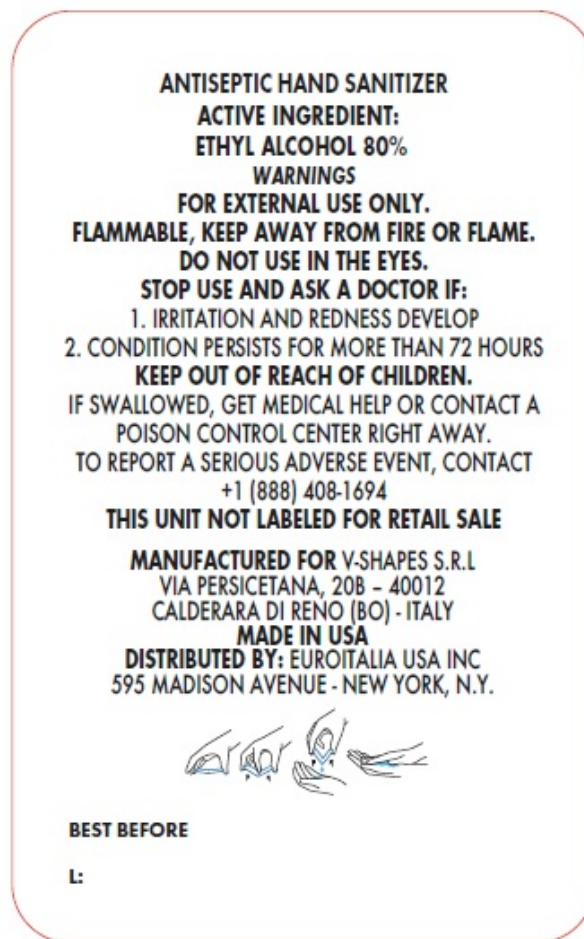 ANTISEPTIC HAND SANITIZER
ACTIVE INGREDIENT:
ETHYL ALCOHOL 80%
WARNINGS
FOR EXTERNAL USE ONLY.
FLAMMABLE, KEEP AWAY FROM FIRE OR FLAME.
DO NOT USE IN THE EYES.
STOP USE AND ASK A DOCTOR IF:
1. IRRITATION AND REDNESS DEVELOP
2. CONDITION PERSISTS FOR MORE THAN 72 HOURS
KEEP OUT OF REACH OF CHILDREN.
IF SWALLOWED, GET MEDICAL HELP OR CONTACT A
POISON CONTROL CENTER RIGHT AWAY.
TO REPORT A SERIOUS ADVERSE EVENT, CONTACT
+1 (888) 408-1694
THIS UNIT NOT LABELED FOR RETAIL SALE
MANUFACTURED FOR V-SHAPES S.R.L
VIA PERSICETANA, 20B – 40012
CALDERARA DI RENO (BO) - ITALY
MADE IN USA
DISTRIBUTED BY: EUROITALIA USA INC
595 MADISON AVENUE - NEW YORK, N.Y.
BEST BEFORE
L: